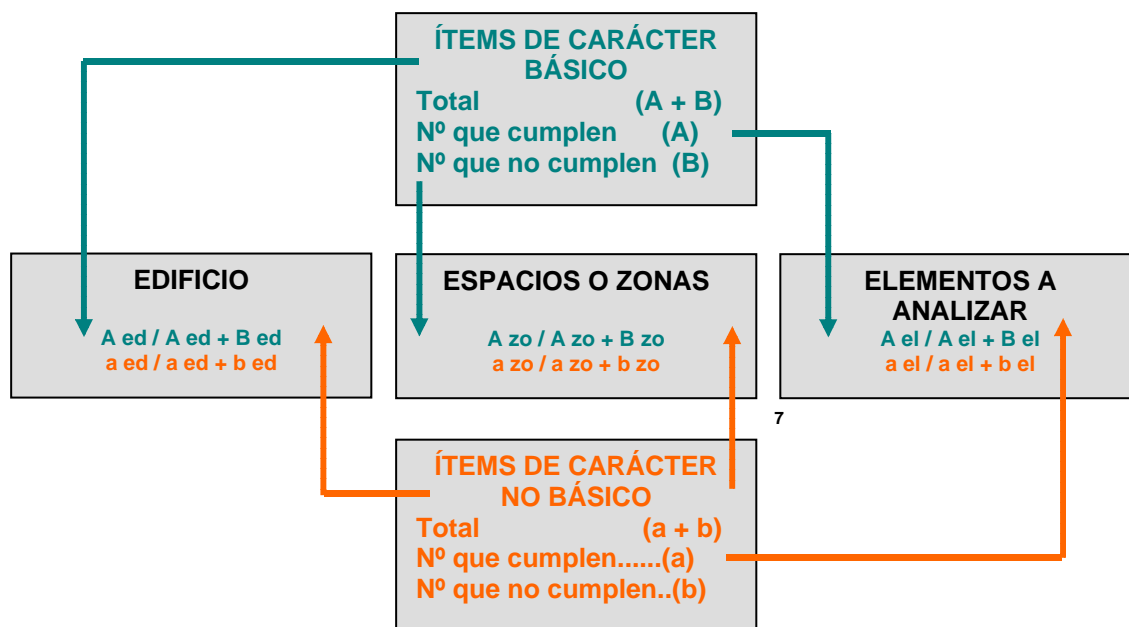 ÍTEMS DE CARÁCTER
BÁSICO
Total (A + B)
Nº que cumplen (A)
Nº que no cumplen (B)
EDIFICIO
A ed / A ed + B ed
a ed / a ed + b ed
ESPACIOS O ZONAS
A zo / A zo + B zo
a zo / a zo + b zo
ELEMENTOS A
ANALIZAR
A el / A el + B el
a el / a el + b el
7
ÍTEMS DE CARÁCTER
NO BÁSICO
Total (a + b)
Nº que cumplen......(a)
Nº que no cumplen..(b)